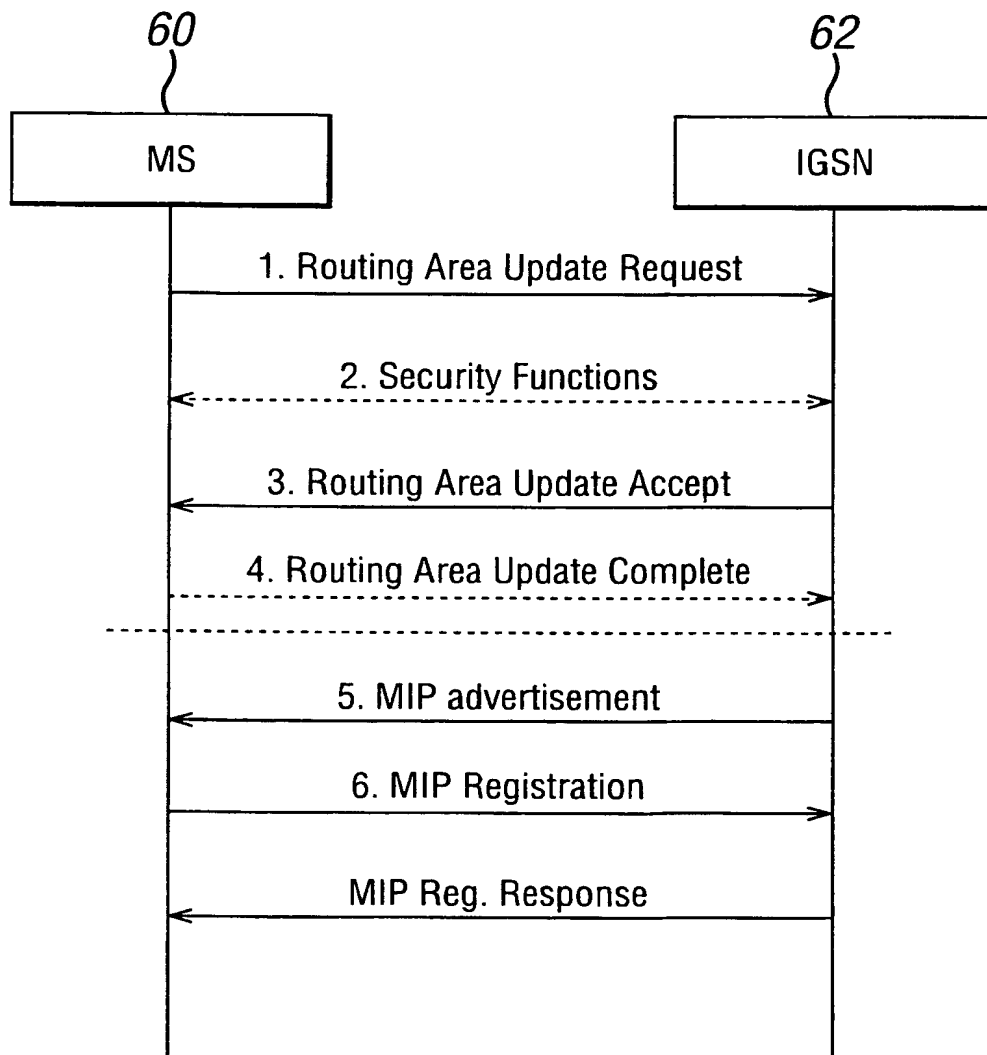 60
62
MS
IGSN
1. Routing Area Update Request
2. Security Functions
3. Routing Area Update Accept
4. Routing Area Update Complete
5. MIP advertisement
6. MIP Registration
MIP Reg. Response